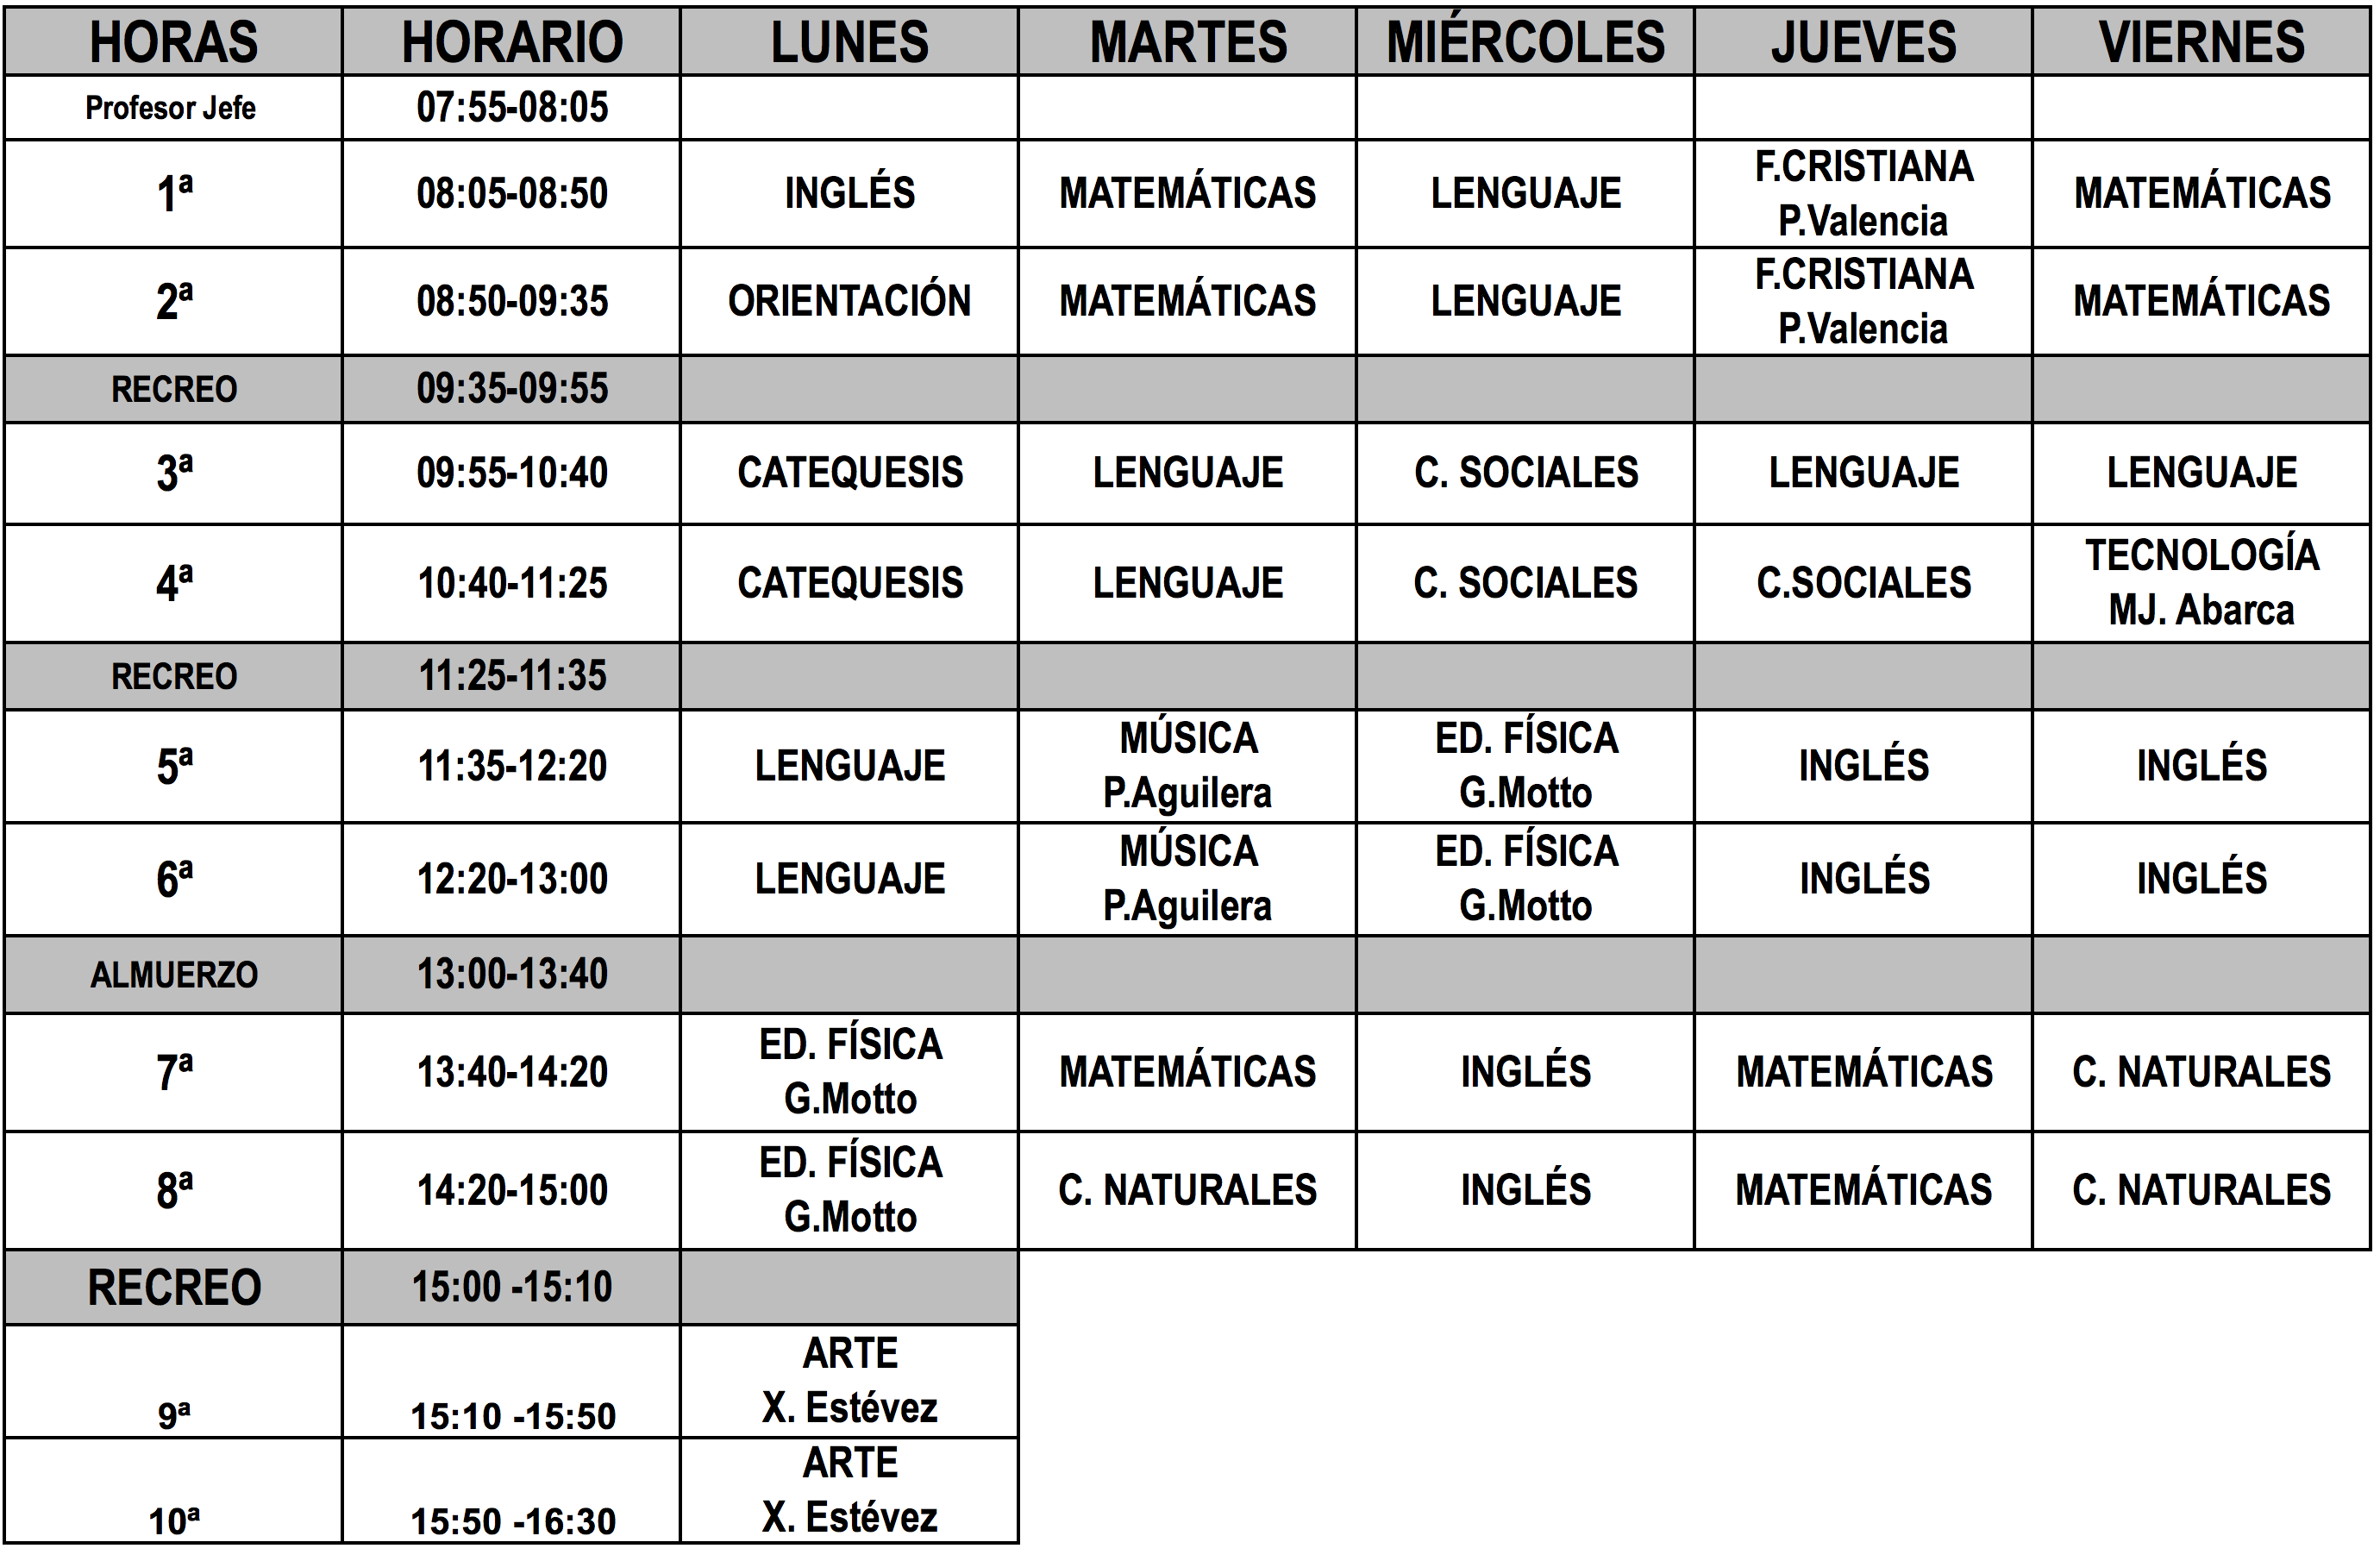 HORAS HORARIO LUNES MARTES MIÉRCOLES JUEVES VIERNES
Profesor Jefe 07:55-08:05
1ª 08:05-08:50 INGLÉS MATEMÁTICAS LENGUAJE F.CRISTIANA P.Valencia MATEMÁTICAS
2ª 08:50-09:35 ORIENTACIÓN MATEMÁTICAS LENGUAJE F.CRISTIANA P.Valencia MATEMÁTICAS
RECREO 09:35-09:55
3ª 09:55-10:40 CATEQUESIS LENGUAJE C. SOCIALES LENGUAJE LENGUAJE
4ª 10:40-11:25 CATEQUESIS LENGUAJE C. SOCIALES C.SOCIALES TECNOLOGÍA MJ. Abarca
RECREO 11:25-11:35
5ª 11:35-12:20 LENGUAJE MÚSICA P.Aguilera ED. FÍSICA G.Motto INGLÉS INGLÉS
6ª 12:20-13:00 LENGUAJE MÚSICA P.Aguilera ED. FÍSICA G.Motto INGLÉS INGLÉS
ALMUERZO 13:00-13:40
7ª 13:40-14:20 ED. FÍSICA G.Motto MATEMÁTICAS INGLÉS MATEMÁTICAS C. NATURALES
8ª 14:20-15:00 ED. FÍSICA G.Motto C. NATURALES INGLÉS MATEMÁTICAS C. NATURALES
RECREO 15:00 -15:10
9ª 15:10 -15:50 ARTE X. Estévez
10ª 15:50 -16:30 ARTE X. Estévez